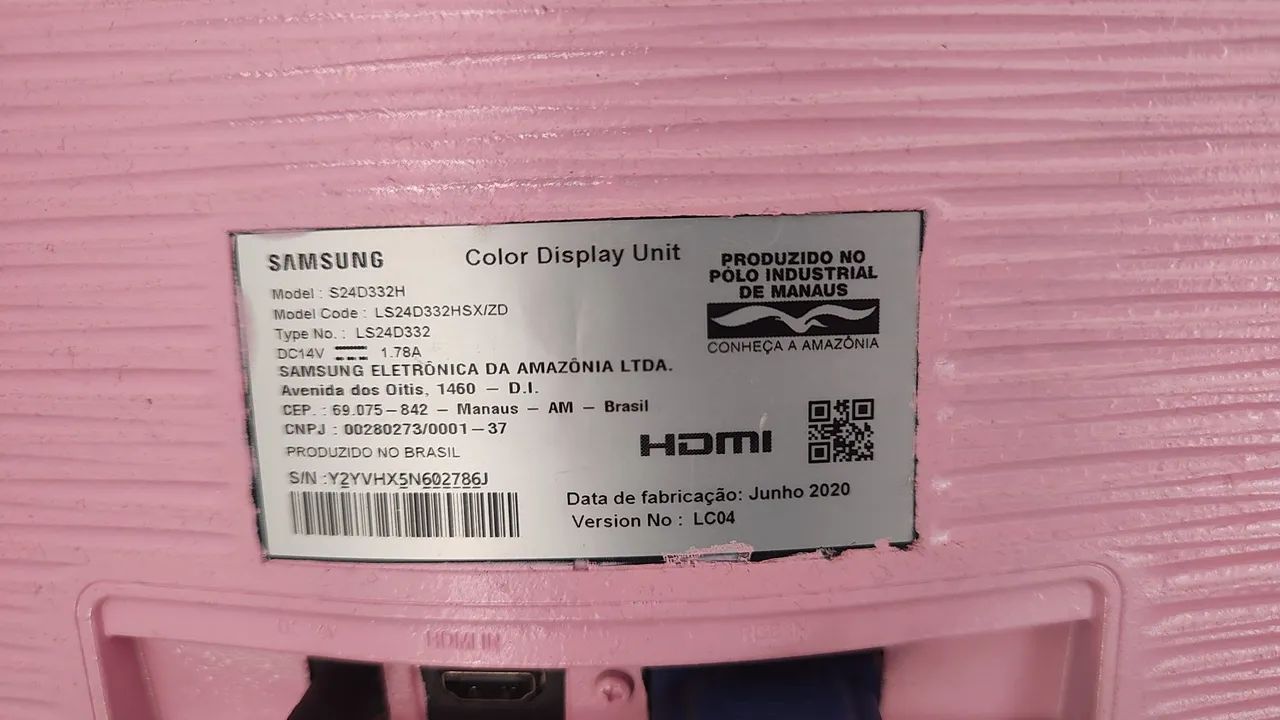 SAMSUNG
Color Display Unit
Model : S24D332H
Model Code : LS24D332HSX/ZD
Type No. : LS24D332
DC14V 1.78A
SAMSUNG ELETRÔNICA DA AMAZÔNIA LTDA.
Avenida dos Oitis, 1460 – D.I.
CEP. : 69.075–842 – Manaus – AM – Brasil
CNPJ : 00280273/0001–37
PRODUZIDO NO BRASIL
S/N :Y2YVHX5N602786J
PRODUZIDO NO
PÓLO INDUSTRIAL
DE MANAUS
CONHEÇA A AMAZÔNIA
HDMI
Data de fabricação: Junho 2020
Version No : LC04
HDMI IN